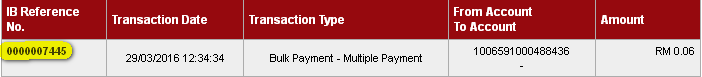 IB Reference No. Transaction Date Transaction Type From Account To Account Amount
0000007445 29/03/2016 12:34:34 Bulk Payment - Multiple Payment 1006591000488436 - RM 0.06